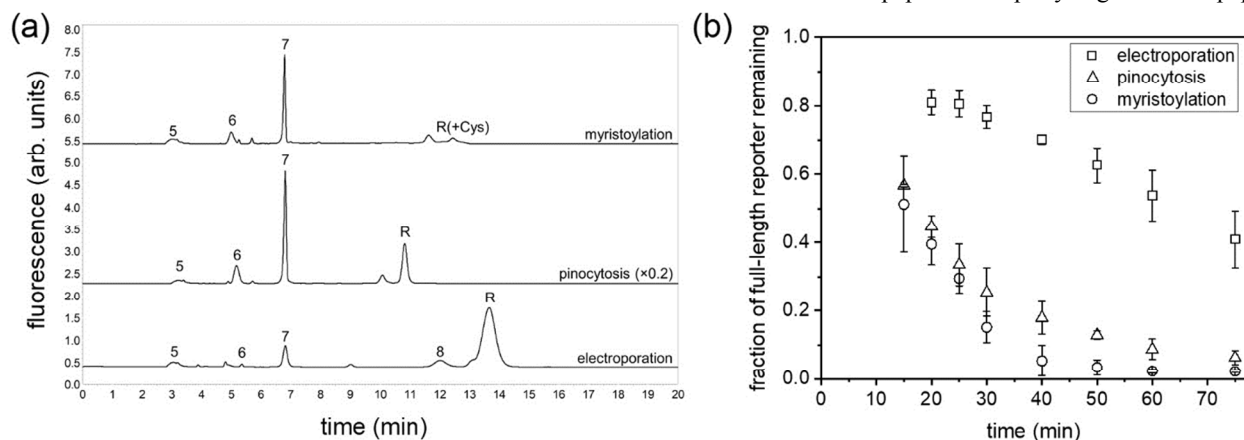 (a)
8.0
7.5
7.0
6.5
6.0
5.5
5.0
4.5
4.0
3.5
3.0
2.5
2.0
1.5
1.0
0.5
0.0
fluorescence (arb. units)
7
5
6
R(+Cys)
myristoylation
7
5
6
R
pinocytosis (×0.2)
R
5
6
7
8
electroporation
0 1 2 3 4 5 6 7 8 9 10 11 12 13 14 15 16 17 18 19 20
time (min)
(b)
1.0
0.8
0.6
0.4
0.2
0.0
fraction of full-length reporter remaining
electroporation
pinocytosis
myristoylation
0 10 20 30 40 50 60 70
time (min)